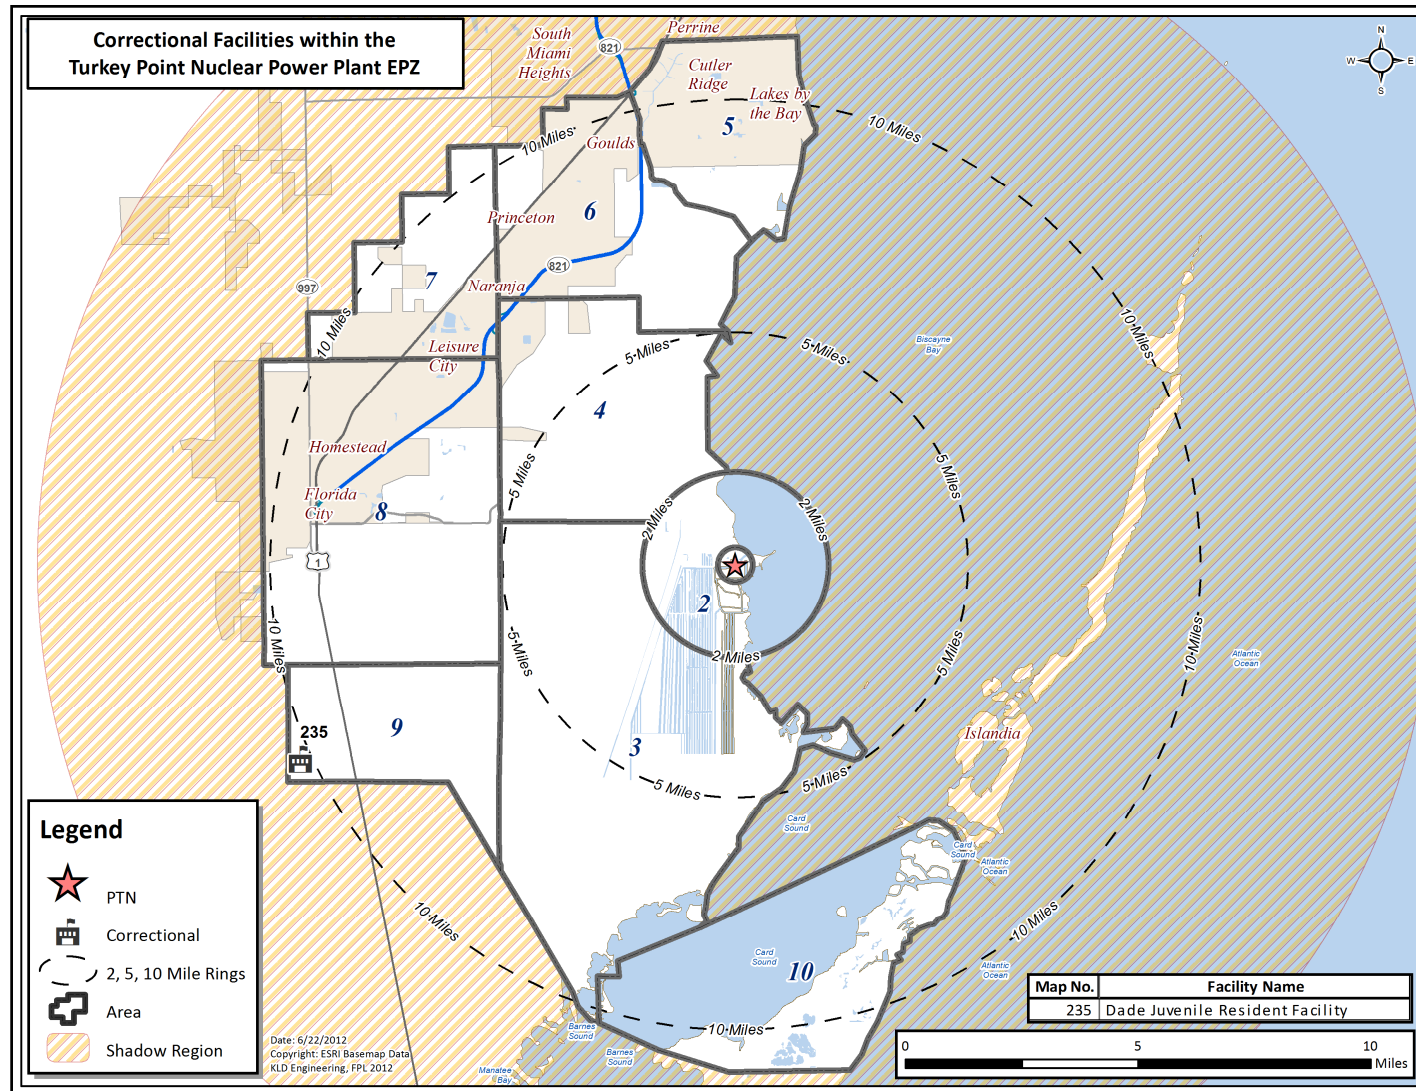 Correctional Facilities within the
Turkey Point Nuclear Power Plant EPZ
South
Miami
Heights
821
Perrine
Cutler
Ridge
Lakes by
the Bay
N
W
E
S
5
10 Miles
10 Miles
Goulds
6
Princeton
821
7
997
Naranja
10 Miles
10 Miles
Leisure
City
5 Miles
5 Miles
Biscayne
Bay
4
Homestead
5 Miles
5 Miles
Florida
City
8
2 Miles
2 Miles
1
2
10 Miles
5 Miles
2 Miles
5 Miles
10 Miles
Atlantic
Ocean
9
235
3
Islandia
5 Miles
5 Miles
Card
Sound
Card
Sound
Atlantic
Ocean
10 Miles
10 Miles
Card
Sound
10
Atlantic
Ocean
10 Miles
Barnes
Sound
Barnes
Sound
Manatee
Bay
Legend
PTN
Correctional
2, 5, 10 Mile Rings
Area
Shadow Region
Date: 6/22/2012
Copyright: ESRI Basemap Data
KLD Engineering, FPL 2012
Map No. Facility Name
235 Dade Juvenile Resident Facility
0 5 10
Miles